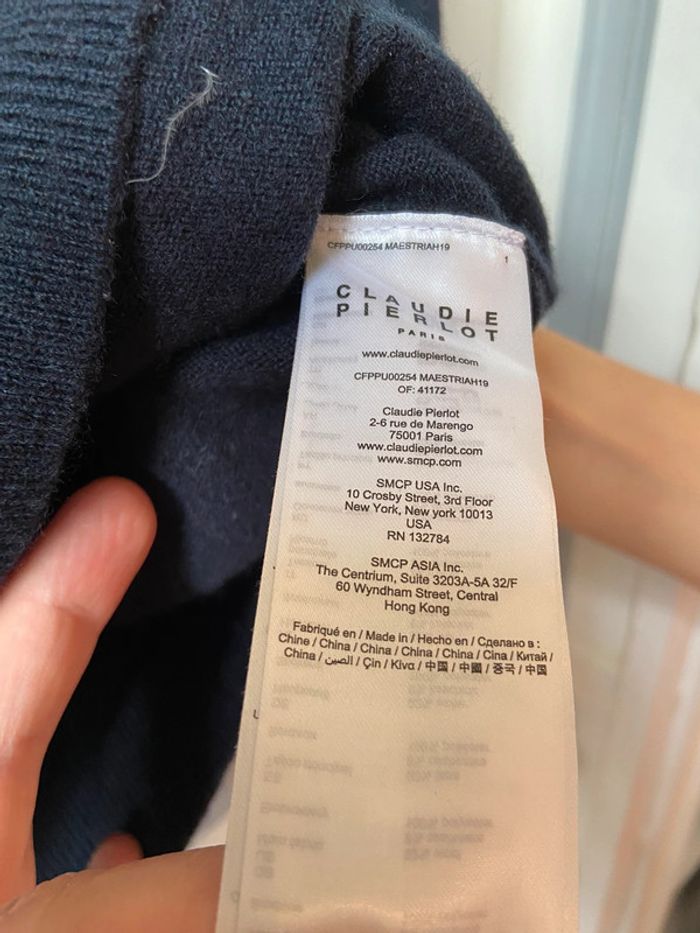 CFPPU00254 MAESTRIAH19
1
CLAUDIE
PIERLOT
PARIS
www.claudiepierlot.com
CFPPU00254 MAESTRIAH19
OF: 41172
Claudie Pierlot
2-6 rue de Marengo
75001 Paris
www.claudiepierlot.com
www.smcp.com
SMCP USA Inc.
10 Crosby Street, 3rd Floor
New York, New york 10013
USA
RN 132784
SMCP ASIA Inc.
The Centrium, Suite 3203A-5A 32/F
60 Wyndham Street, Central
Hong Kong
Fabriqué en / Made in / Hecho en / Сделано в :
Chine / China / China / China / China / Cina / Китай /
China / الصين / Çin / Κίνα / 中国 / 中國 / 중국 / 中国